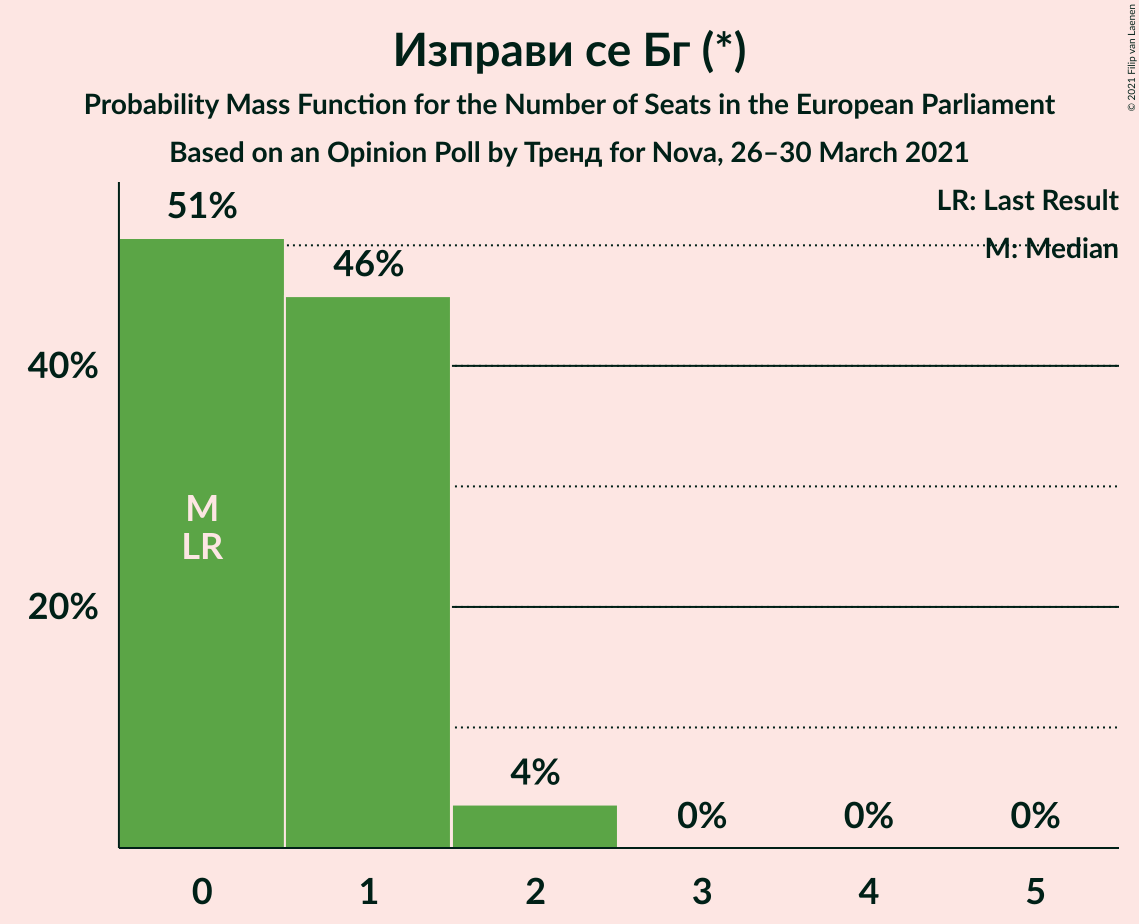 Изправи се Бг (*)
Probability Mass Function for the Number of Seats in the European Parliament
Based on an Opinion Poll by Тренд for Nova, 26–30 March 2021
© 2021 Filip van Laenen
LR: Last Result
M: Median
51%
46%
4%
0%
0%
0%
40%
20%
M
LR
0
1
2
3
4
5